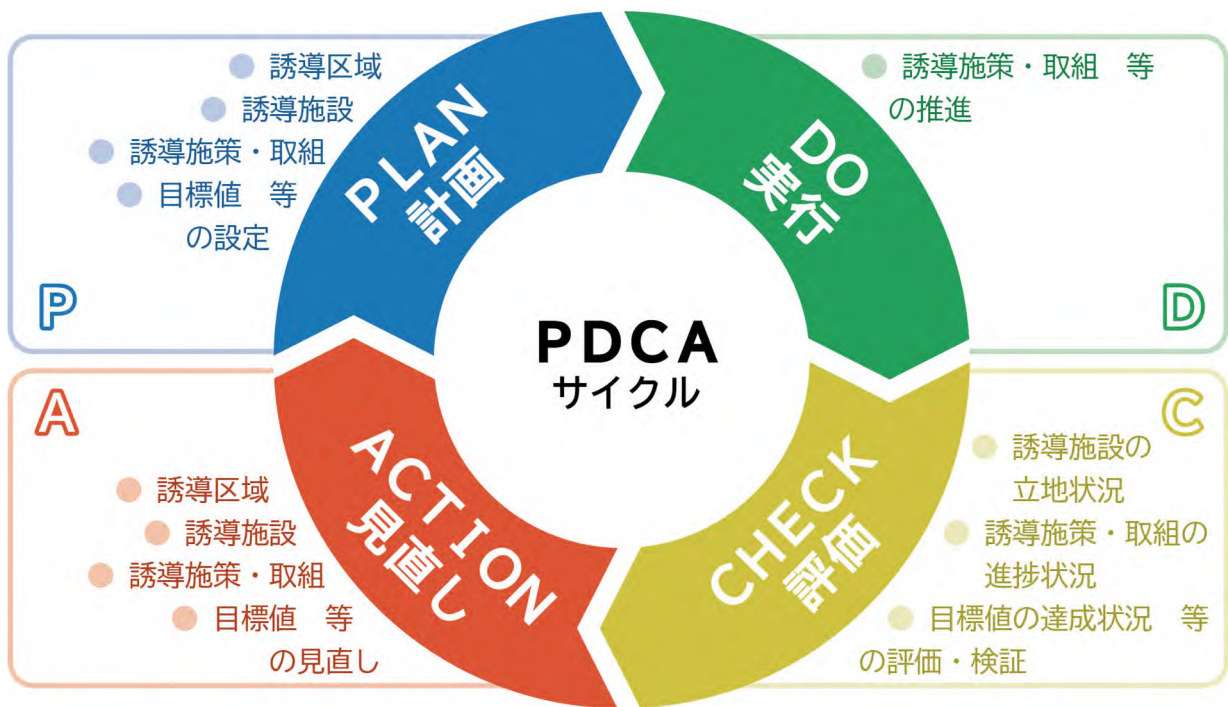 誘導区域
誘導施設
誘導施策・取組
目標値　等
の設定
P
PLAN
計画
誘導施策・取組　等
の推進
D
DO
実行
PDCA
サイクル
C
誘導施設の
立地状況
誘導施策・取組の
進捗状況
目標値の達成状況　等
の評価・検証
CHECK
評価
A
誘導区域
誘導施設
誘導施策・取組
目標値　等
の見直し
ACTION
見直し